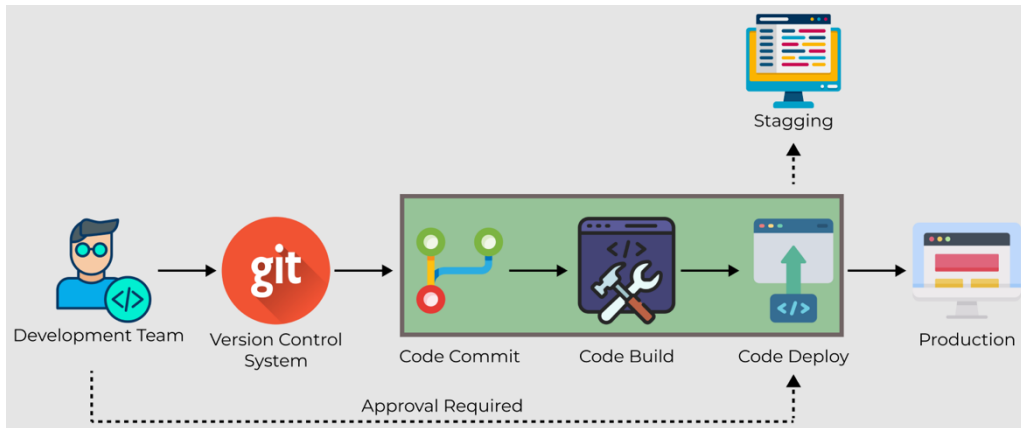 Stagging
git
</>
</>
</>
Development Team
Version Control
System
Code Commit
Code Build
Code Deploy
Production
Approval Required